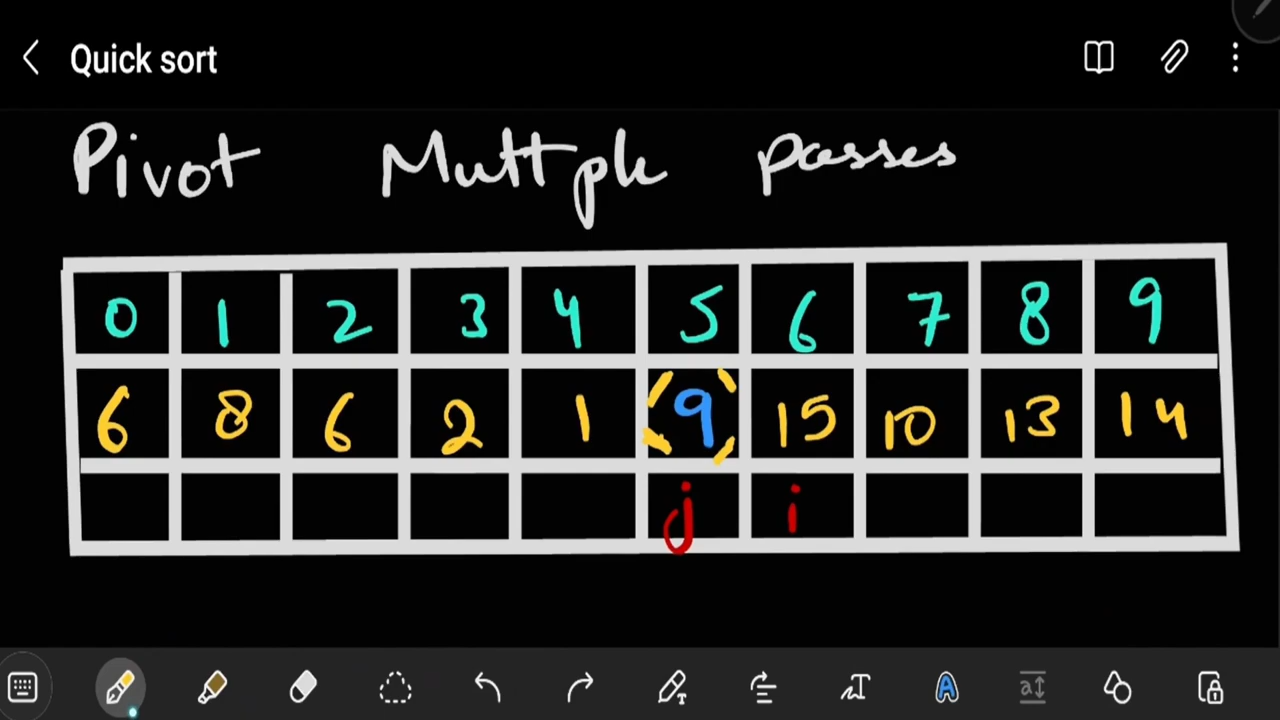 Quick sort
Pivot Multple passes
0 1 2 3 4 5 6 7 8 9
6 8 6 2 1 9 15 10 13 14
j i
T T A a